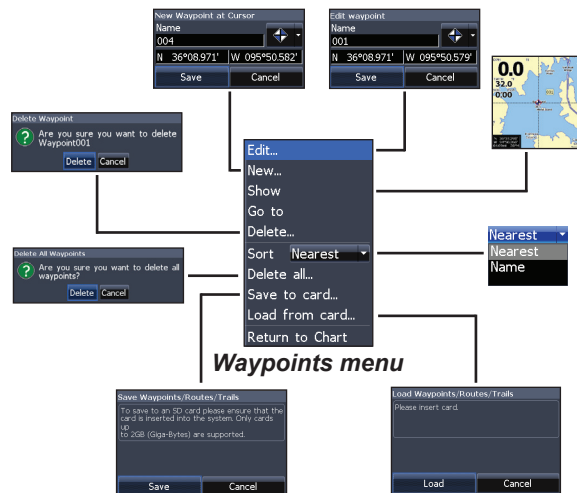 New Waypoint at Cursor
Name
004
N 36°08.971' W 095°50.582'
Save Cancel
Edit waypoint
Name
001
N 36°08.971' W 095°50.579'
Save Cancel
0.0
32.0
0.00
Delete Waypoint
Are you sure you want to delete
Waypoint001
Delete Cancel
Edit...
New...
Show
Go to
Delete...
Sort Nearest
Delete all...
Save to card...
Load from card...
Return to Chart
Nearest
Nearest
Name
Delete All Waypoints
Are you sure you want to delete all
waypoints?
Delete Cancel
Waypoints menu
Save Waypoints/Routes/Trails
To save to an SD card please ensure that the
card is inserted into the system. Only cards
up
to 2GB (Giga-Bytes) are supported.
Save Cancel
Load Waypoints/Routes/Trails
Please insert card.
Load Cancel